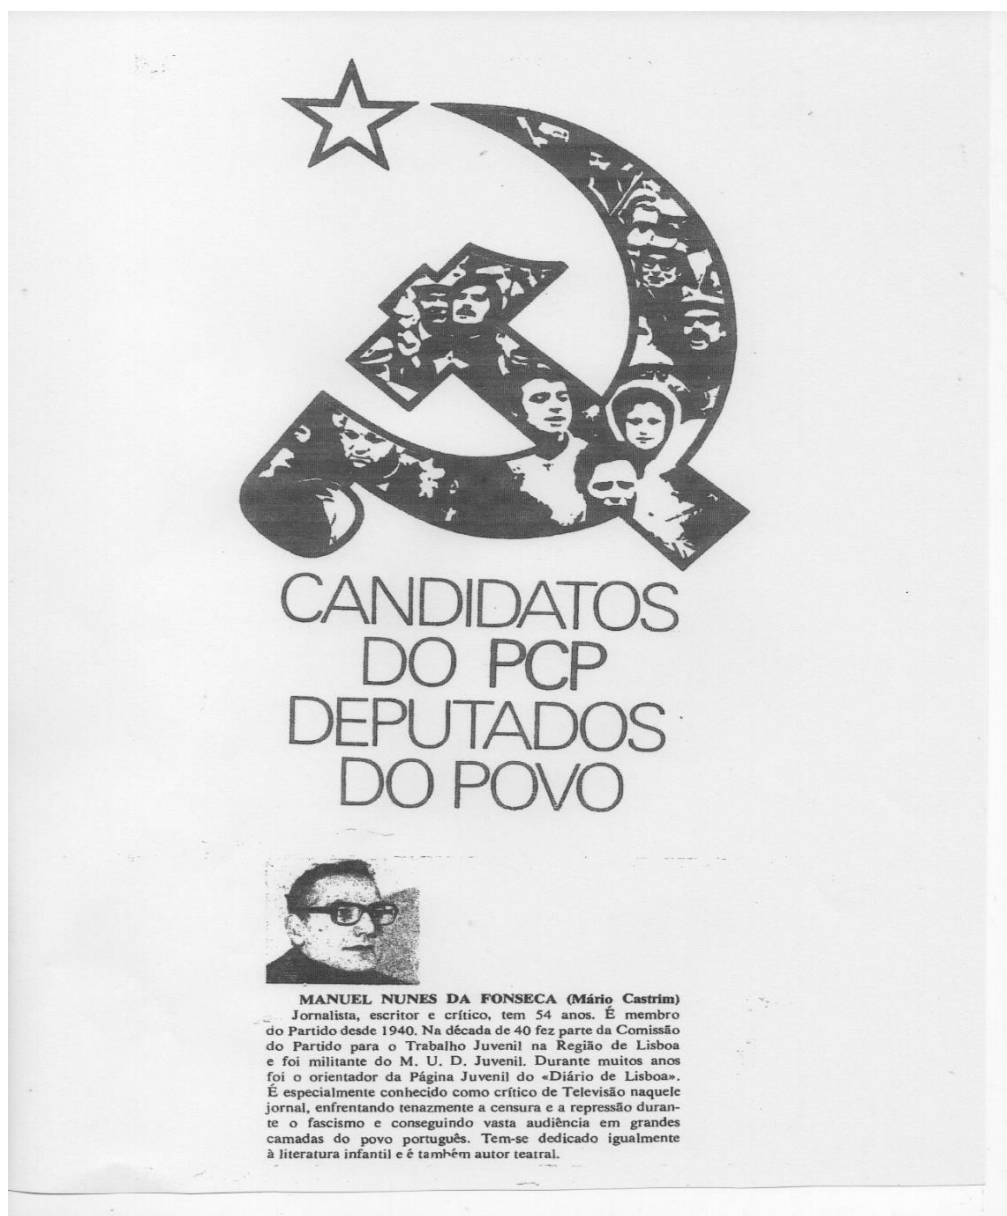 CANDIDATOS
DO PCP
DEPUTADOS
DO POVO
MANUEL NUNES DA FONSECA (Mário Castrim)
Jornalista, escritor e crítico, tem 54 anos. É membro
do Partido desde 1940. Na década de 40 fez parte da Comissão
do Partido para o Trabalho Juvenil na Região de Lisboa
e foi militante do M. U. D. Juvenil. Durante muitos anos
foi o orientador da Página Juvenil do «Diário de Lisboa».
É especialmente conhecido como crítico de Televisão naquele
jornal, enfrentando tenazmente a censura e a repressão duran-
te o fascismo e conseguindo vasta audiência em grandes
camadas do povo português. Tem-se dedicado igualmente
à literatura infantil e é também autor teatral.